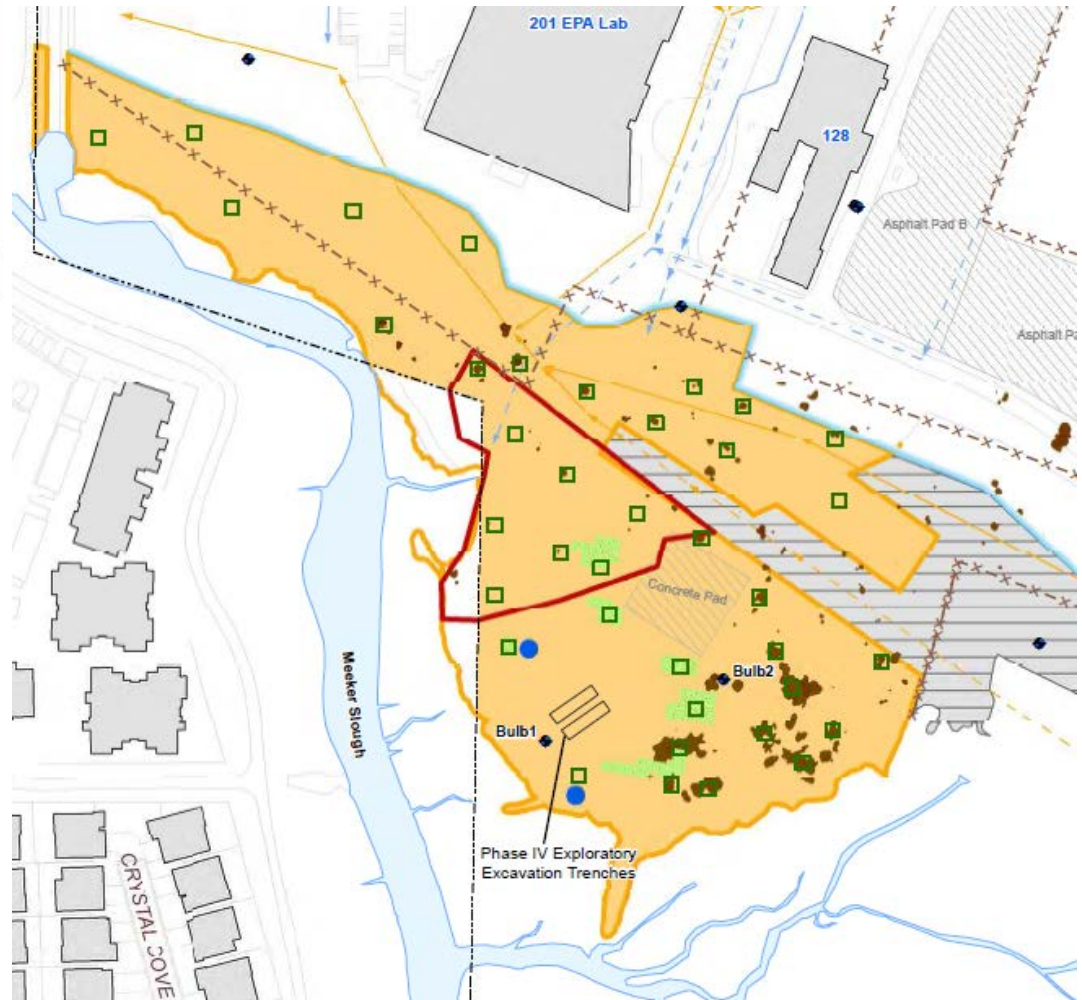 201 EPA Lab
128
Asphalt Pad B
Asphalt Pa
Concrete Pad
Bulb2
Bulb1
Meeker Slough
Phase IV Exploratory
Excavation Trenches
CRYSTAL COVE